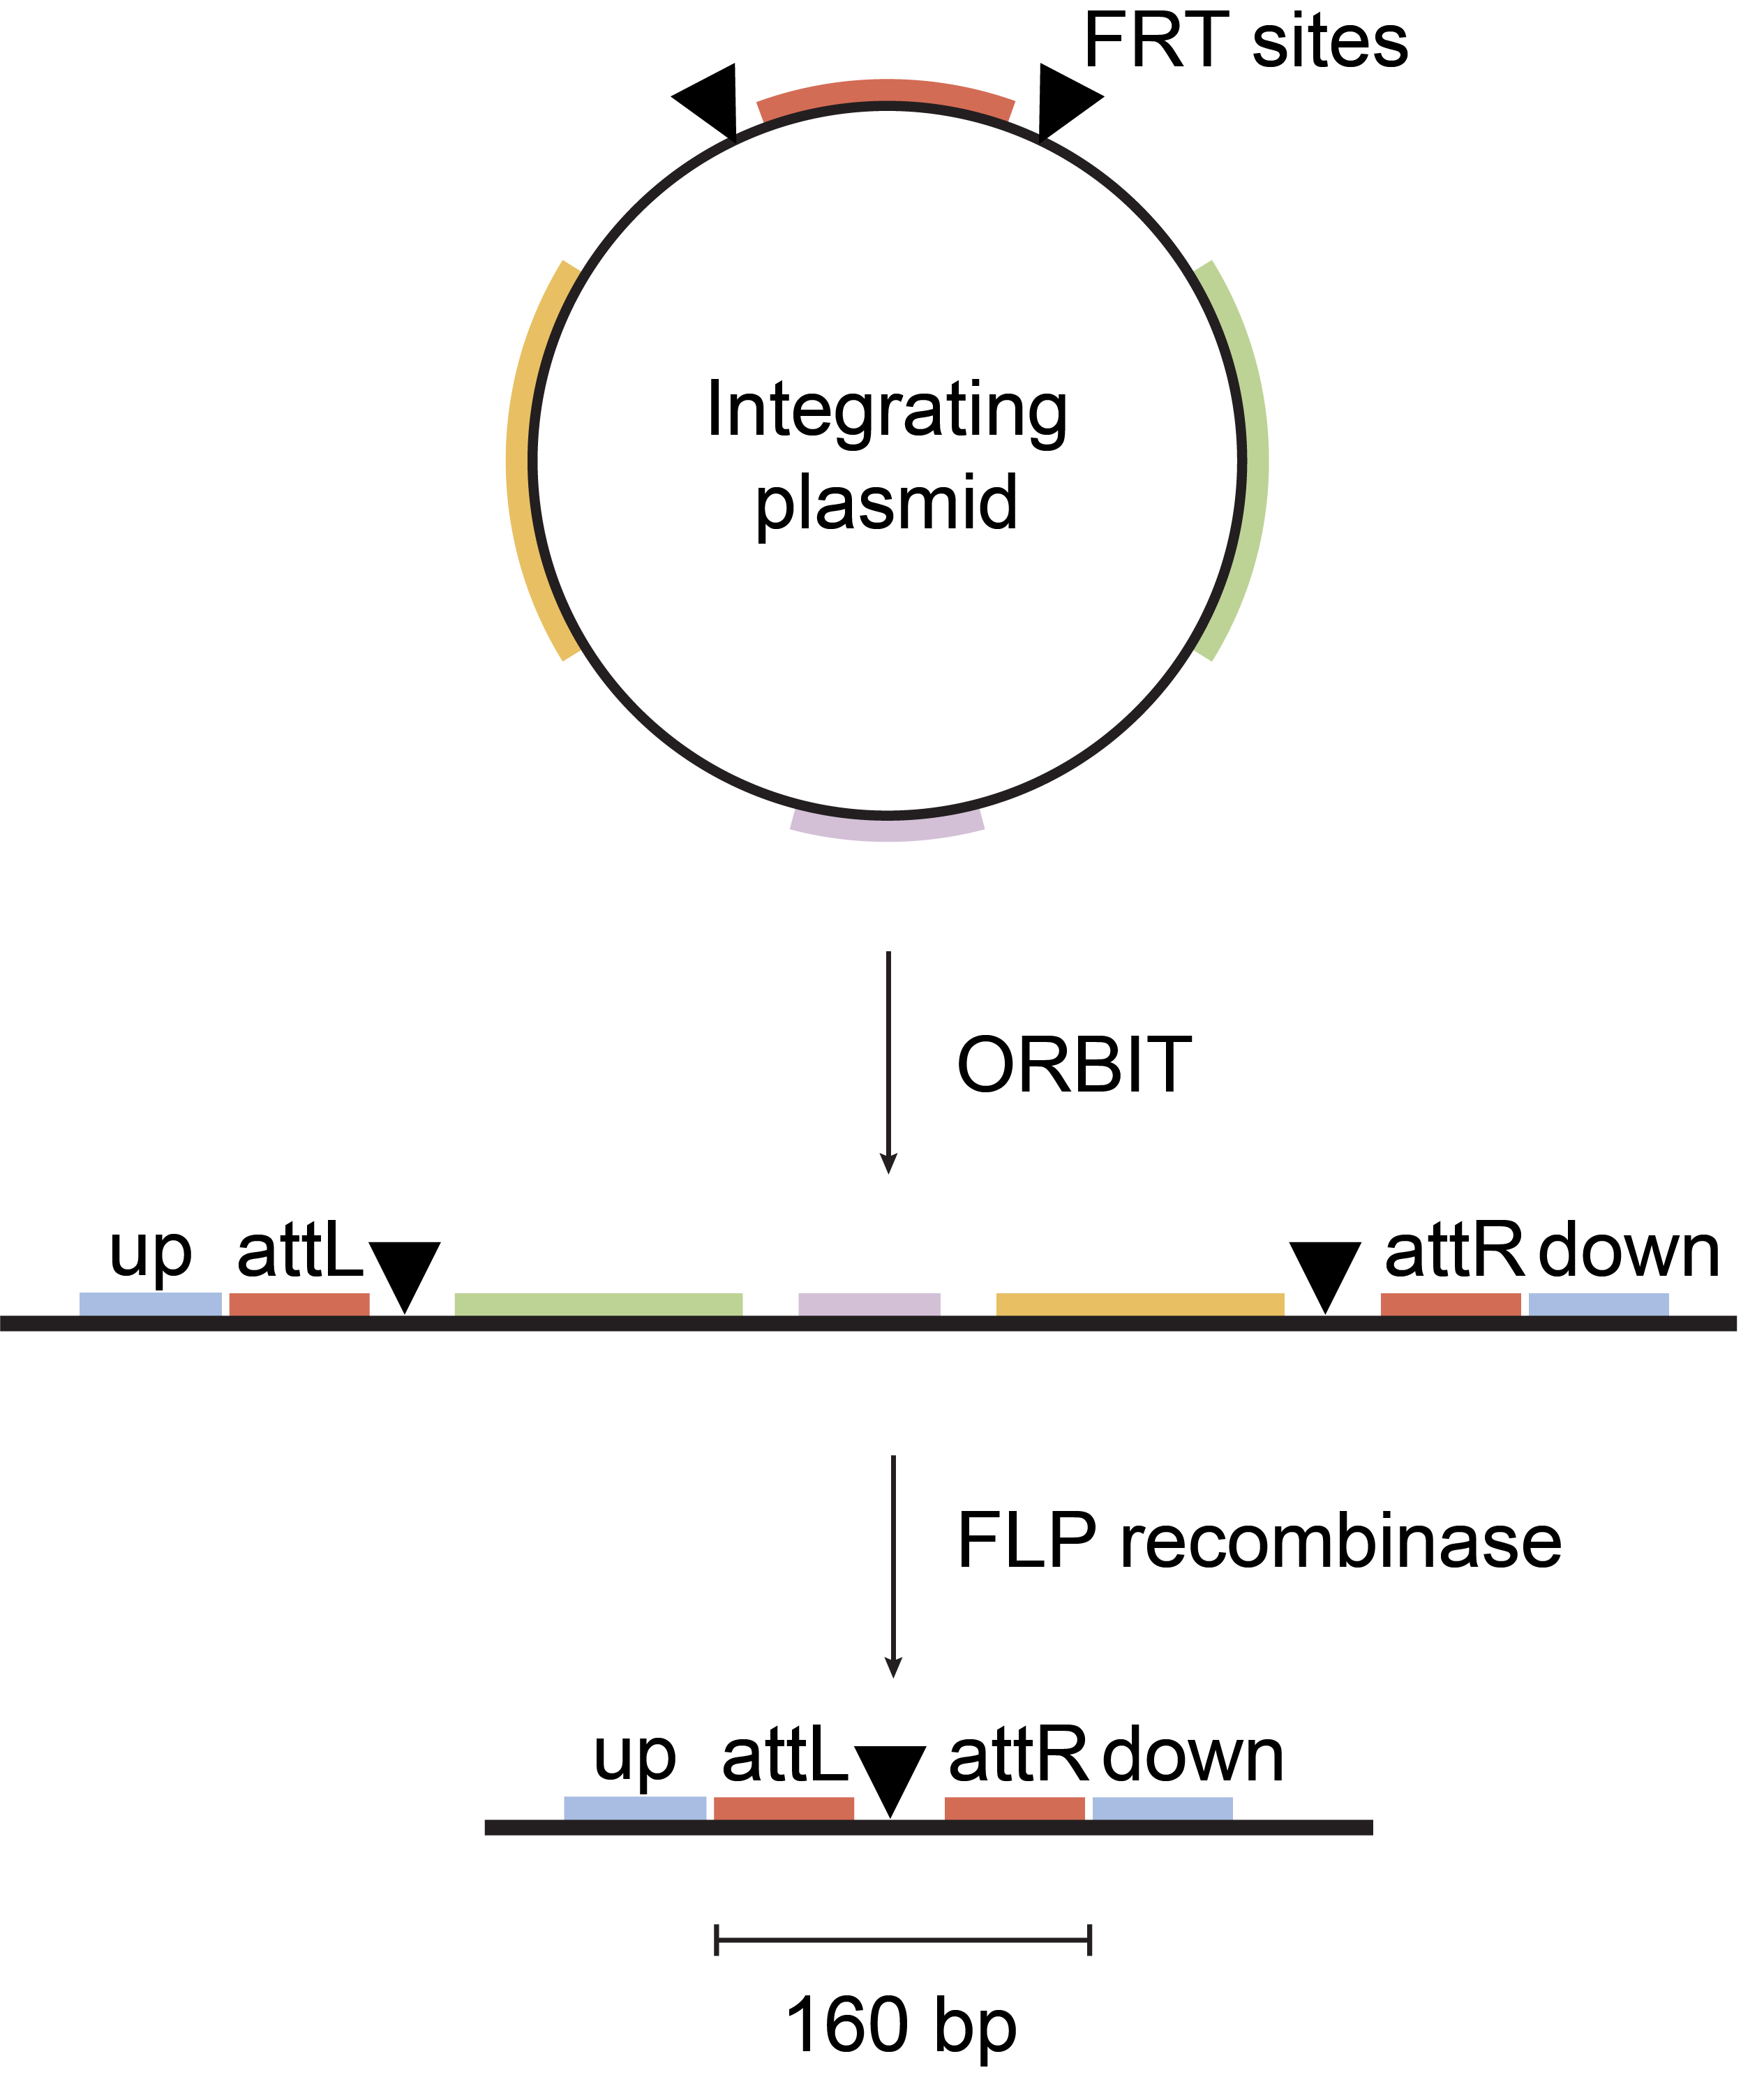 FRT sites
Integrating
plasmid
ORBIT
up attL attR down
FLP recombinase
up attL attR down
160 bp